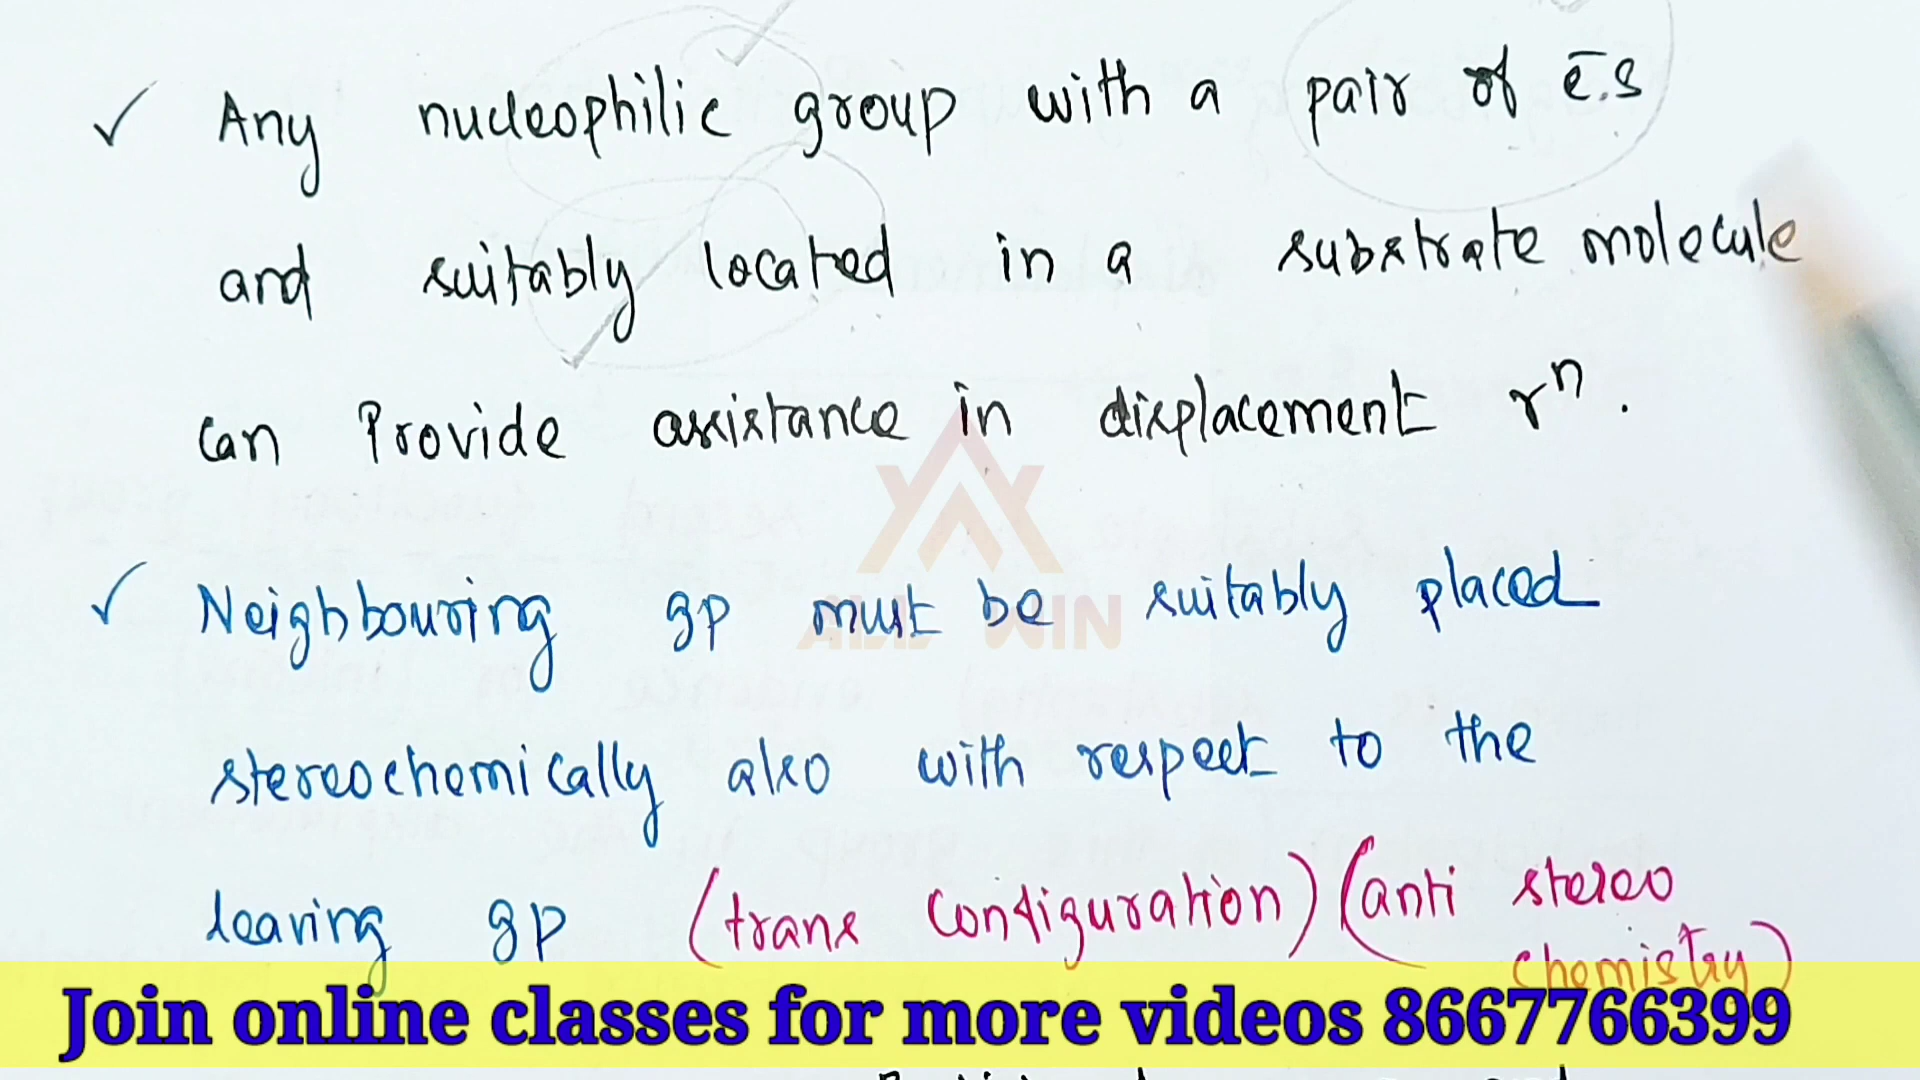 Any nucleophilic group with a pair of e̅.s
and suitably located in a substrate molecule
can Provide assistance in displacement rⁿ.
Neighbouring gp must be suitably placed
stereochemically also with respect to the
leaving gp (trans configuration) (anti stereo
chemistry)
ALL WIN
Join online classes for more videos 8667766399